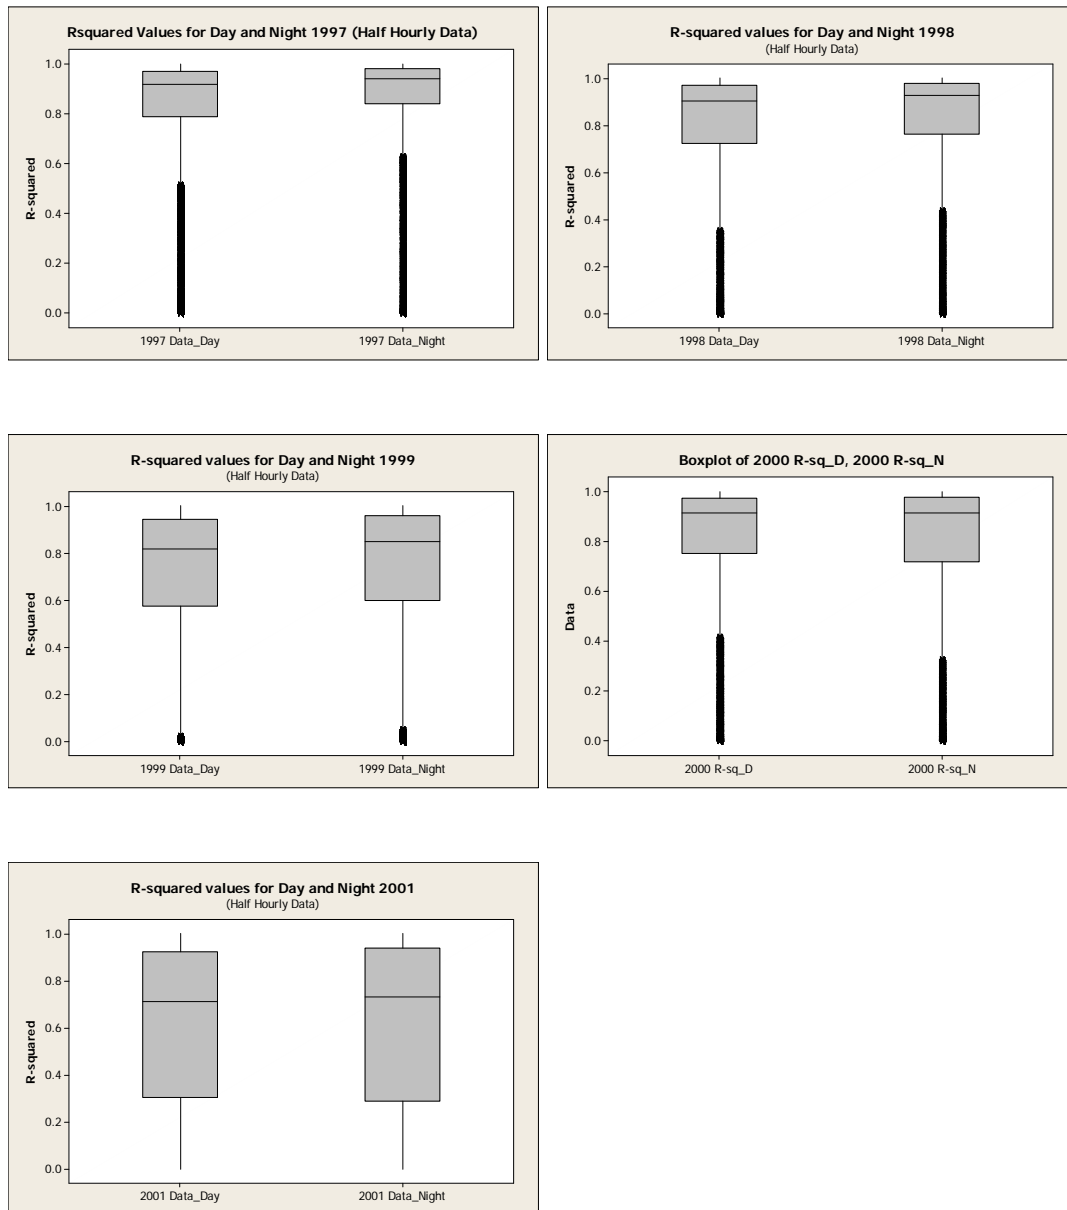 Rsquared Values for Day and Night 1997 (Half Hourly Data)
R-squared
1.0
0.8
0.6
0.4
0.2
0.0
1997 Data_Day
1997 Data_Night
R-squared values for Day and Night 1998
(Half Hourly Data)
R-squared
1.0
0.8
0.6
0.4
0.2
0.0
1998 Data_Day
1998 Data_Night
R-squared values for Day and Night 1999
(Half Hourly Data)
R-squared
1.0
0.8
0.6
0.4
0.2
0.0
1999 Data_Day
1999 Data_Night
Boxplot of 2000 R-sq_D, 2000 R-sq_N
Data
1.0
0.8
0.6
0.4
0.2
0.0
2000 R-sq_D
2000 R-sq_N
R-squared values for Day and Night 2001
(Half Hourly Data)
R-squared
1.0
0.8
0.6
0.4
0.2
0.0
2001 Data_Day
2001 Data_Night